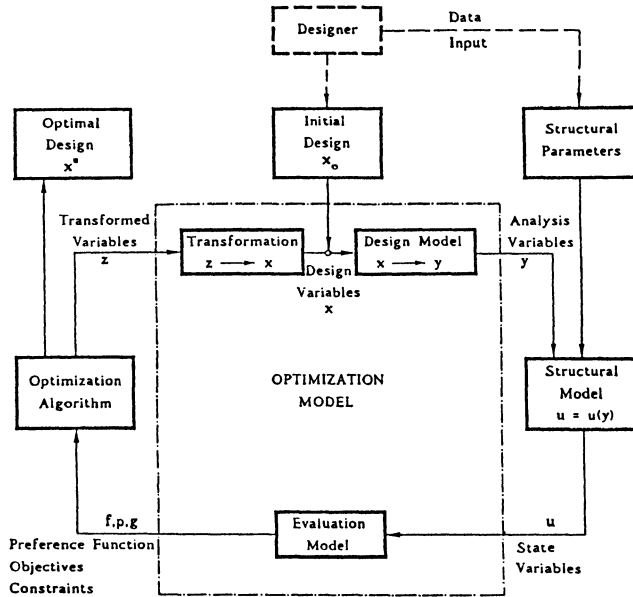 Designer
Data
Input
Optimal
Design
x*
Initial
Design
x₀
Structural
Parameters
Transformed
Variables
z
Transformation
z → x
Design
Variables
x
Design Model
x → y
Analysis
Variables
y
Optimization
Algorithm
OPTIMIZATION
MODEL
Structural
Model
u = u(y)
f,p,g
Preference Function
Objectives
Constraints
Evaluation
Model
u
State
Variables